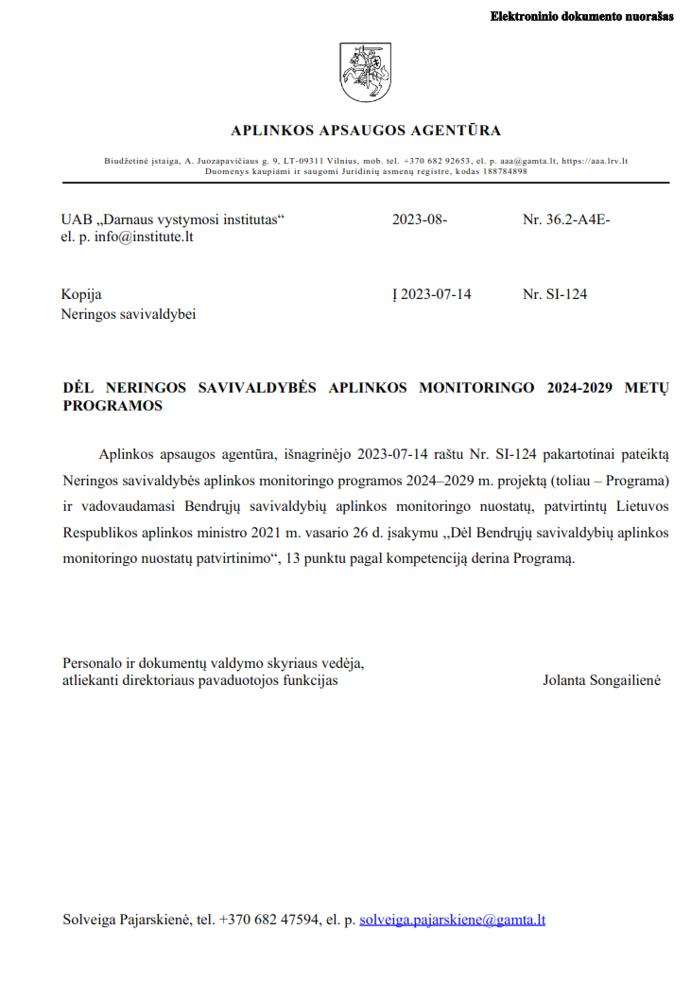 Elektroninio dokumento nuorašas
APLINKOS APSAUGOS AGENTŪRA
Biudžetinė įstaiga, A. Juozapavičiaus g. 9, LT-09311 Vilnius, mob. tel. +370 682 92653, el. p. aaa@gamta.lt, https://aaa.lrv.lt
Duomenys kaupiami ir saugomi Juridinių asmenų registre, kodas 188784898
UAB „Darnaus vystymosi institutas“ 2023-08- Nr. 36.2-A4E-
el. p. info@institute.lt
Kopija Į 2023-07-14 Nr. SI-124
Neringos savivaldybei
DĖL NERINGOS SAVIVALDYBĖS APLINKOS MONITORINGO 2024-2029 METŲ
PROGRAMOS
Aplinkos apsaugos agentūra, išnagrinėjo 2023-07-14 raštu Nr. SI-124 pakartotinai pateiktą
Neringos savivaldybės aplinkos monitoringo programos 2024–2029 m. projektą (toliau – Programa)
ir vadovaudamasi Bendrųjų savivaldybių aplinkos monitoringo nuostatų, patvirtintų Lietuvos
Respublikos aplinkos ministro 2021 m. vasario 26 d. įsakymu ,,Dėl Bendrųjų savivaldybių aplinkos
monitoringo nuostatų patvirtinimo“, 13 punktu pagal kompetenciją derina Programą.
Personalo ir dokumentų valdymo skyriaus vedėja,
atliekanti direktoriaus pavaduotojos funkcijas Jolanta Songailienė
Solveiga Pajarskienė, tel. +370 682 47594, el. p. solveiga.pajarskiene@gamta.lt